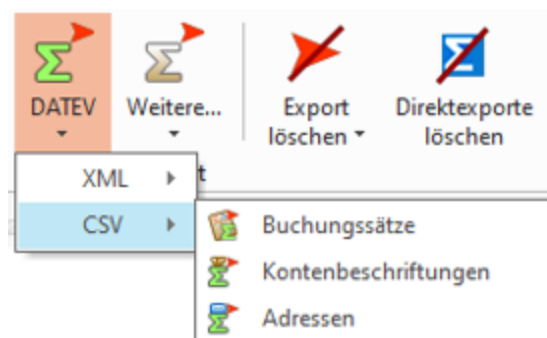 DATEV
Weitere...
Export
löschen
Direktexporte
löschen
XML
t
CSV
Buchungssätze
Kontenbeschriftungen
Adressen